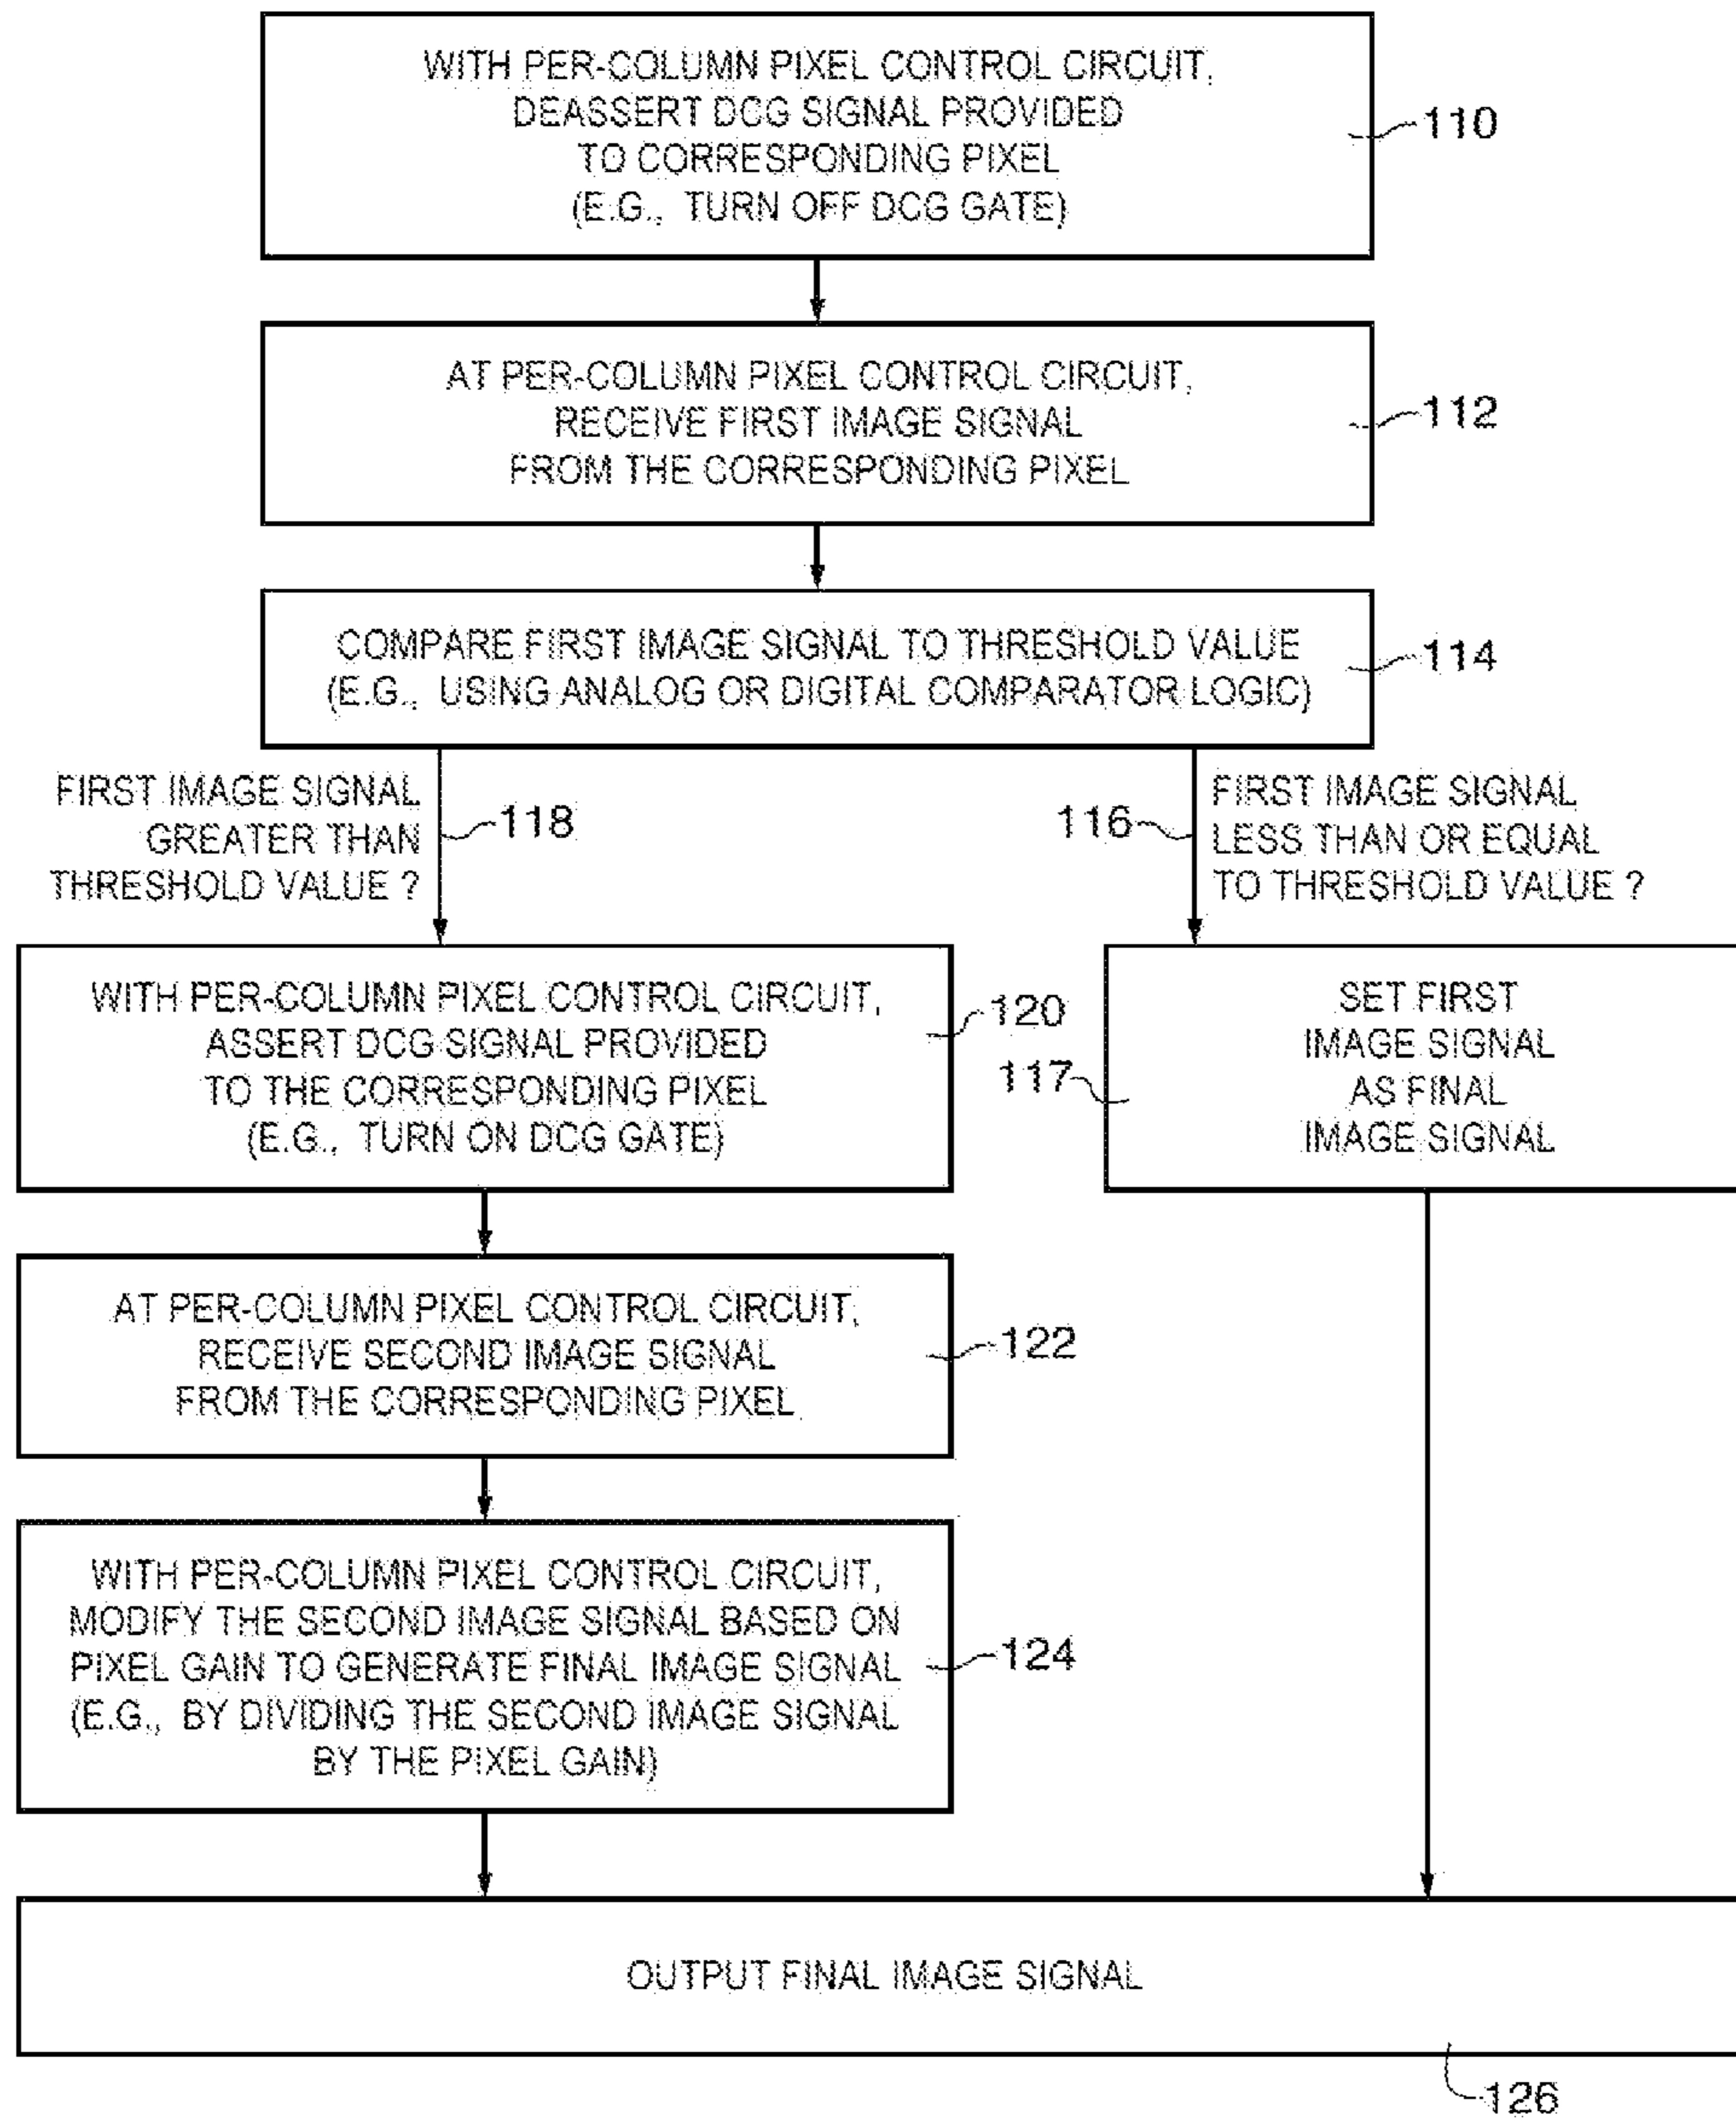 WITH PER-COLUMN PIXEL CONTROL CIRCUIT,
DEASSERT DCG SIGNAL PROVIDED
TO CORRESPONDING PIXEL
(E.G., TURN OFF DCG GATE)
110
AT PER-COLUMN PIXEL CONTROL CIRCUIT,
RECEIVE FIRST IMAGE SIGNAL
FROM THE CORRESPONDING PIXEL
112
COMPARE FIRST IMAGE SIGNAL TO THRESHOLD VALUE
(E.G., USING ANALOG OR DIGITAL COMPARATOR LOGIC)
114
FIRST IMAGE SIGNAL
GREATER THAN
THRESHOLD VALUE ?
118
116
FIRST IMAGE SIGNAL
LESS THAN OR EQUAL
TO THRESHOLD VALUE ?
WITH PER-COLUMN PIXEL CONTROL CIRCUIT,
ASSERT DCG SIGNAL PROVIDED
TO THE CORRESPONDING PIXEL
(E.G., TURN ON DCG GATE)
120
117
SET FIRST
IMAGE SIGNAL
AS FINAL
IMAGE SIGNAL
AT PER-COLUMN PIXEL CONTROL CIRCUIT,
RECEIVE SECOND IMAGE SIGNAL
FROM THE CORRESPONDING PIXEL
122
WITH PER-COLUMN PIXEL CONTROL CIRCUIT,
MODIFY THE SECOND IMAGE SIGNAL BASED ON
PIXEL GAIN TO GENERATE FINAL IMAGE SIGNAL
(E.G., BY DIVIDING THE SECOND IMAGE SIGNAL
BY THE PIXEL GAIN)
124
OUTPUT FINAL IMAGE SIGNAL
126